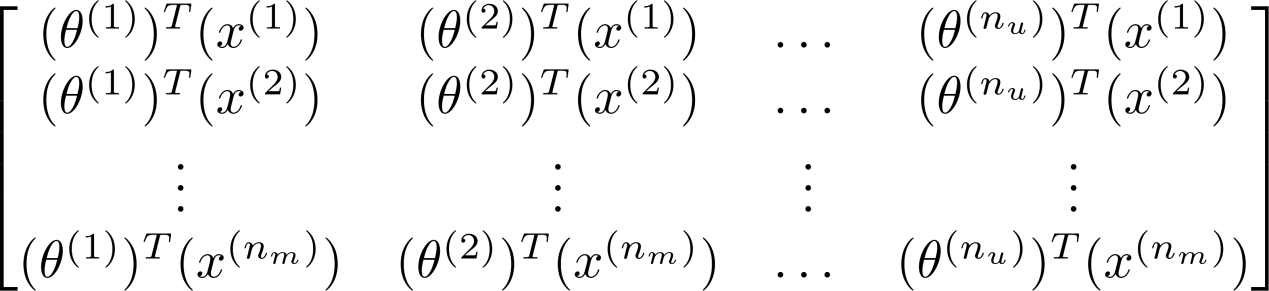 (θ⁽¹⁾)ᵀ(x⁽¹⁾) (θ⁽²⁾)ᵀ(x⁽¹⁾) … (θ^(n_u))ᵀ(x⁽¹⁾)
(θ⁽¹⁾)ᵀ(x⁽²⁾) (θ⁽²⁾)ᵀ(x⁽²⁾) … (θ^(n_u))ᵀ(x⁽²⁾)
⋮ ⋮ ⋮ ⋮
(θ⁽¹⁾)ᵀ(x^(n_m)) (θ⁽²⁾)ᵀ(x^(n_m)) … (θ^(n_u))ᵀ(x^(n_m))